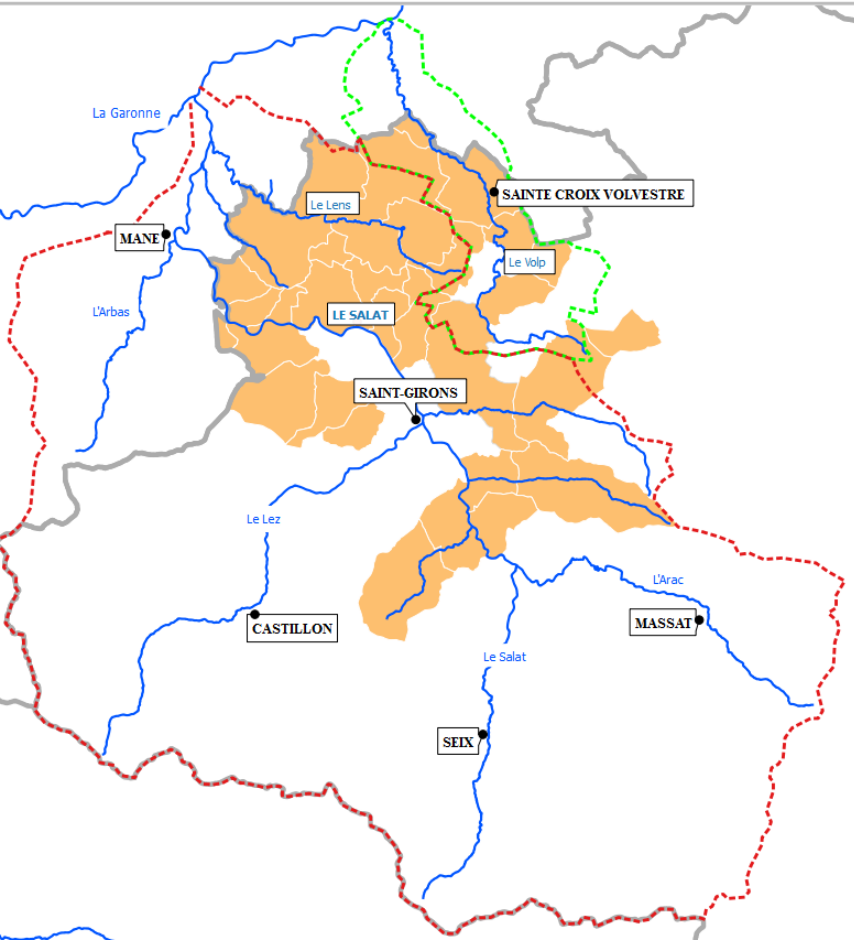 La Garonne
SAINTE CROIX VOLVESTRE
Le Lens
MANE
Le Volp
L'Arbas
LE SALAT
SAINT-GIRONS
Le Lez
L'Arac
CASTILLON
MASSAT
Le Salat
SEIX